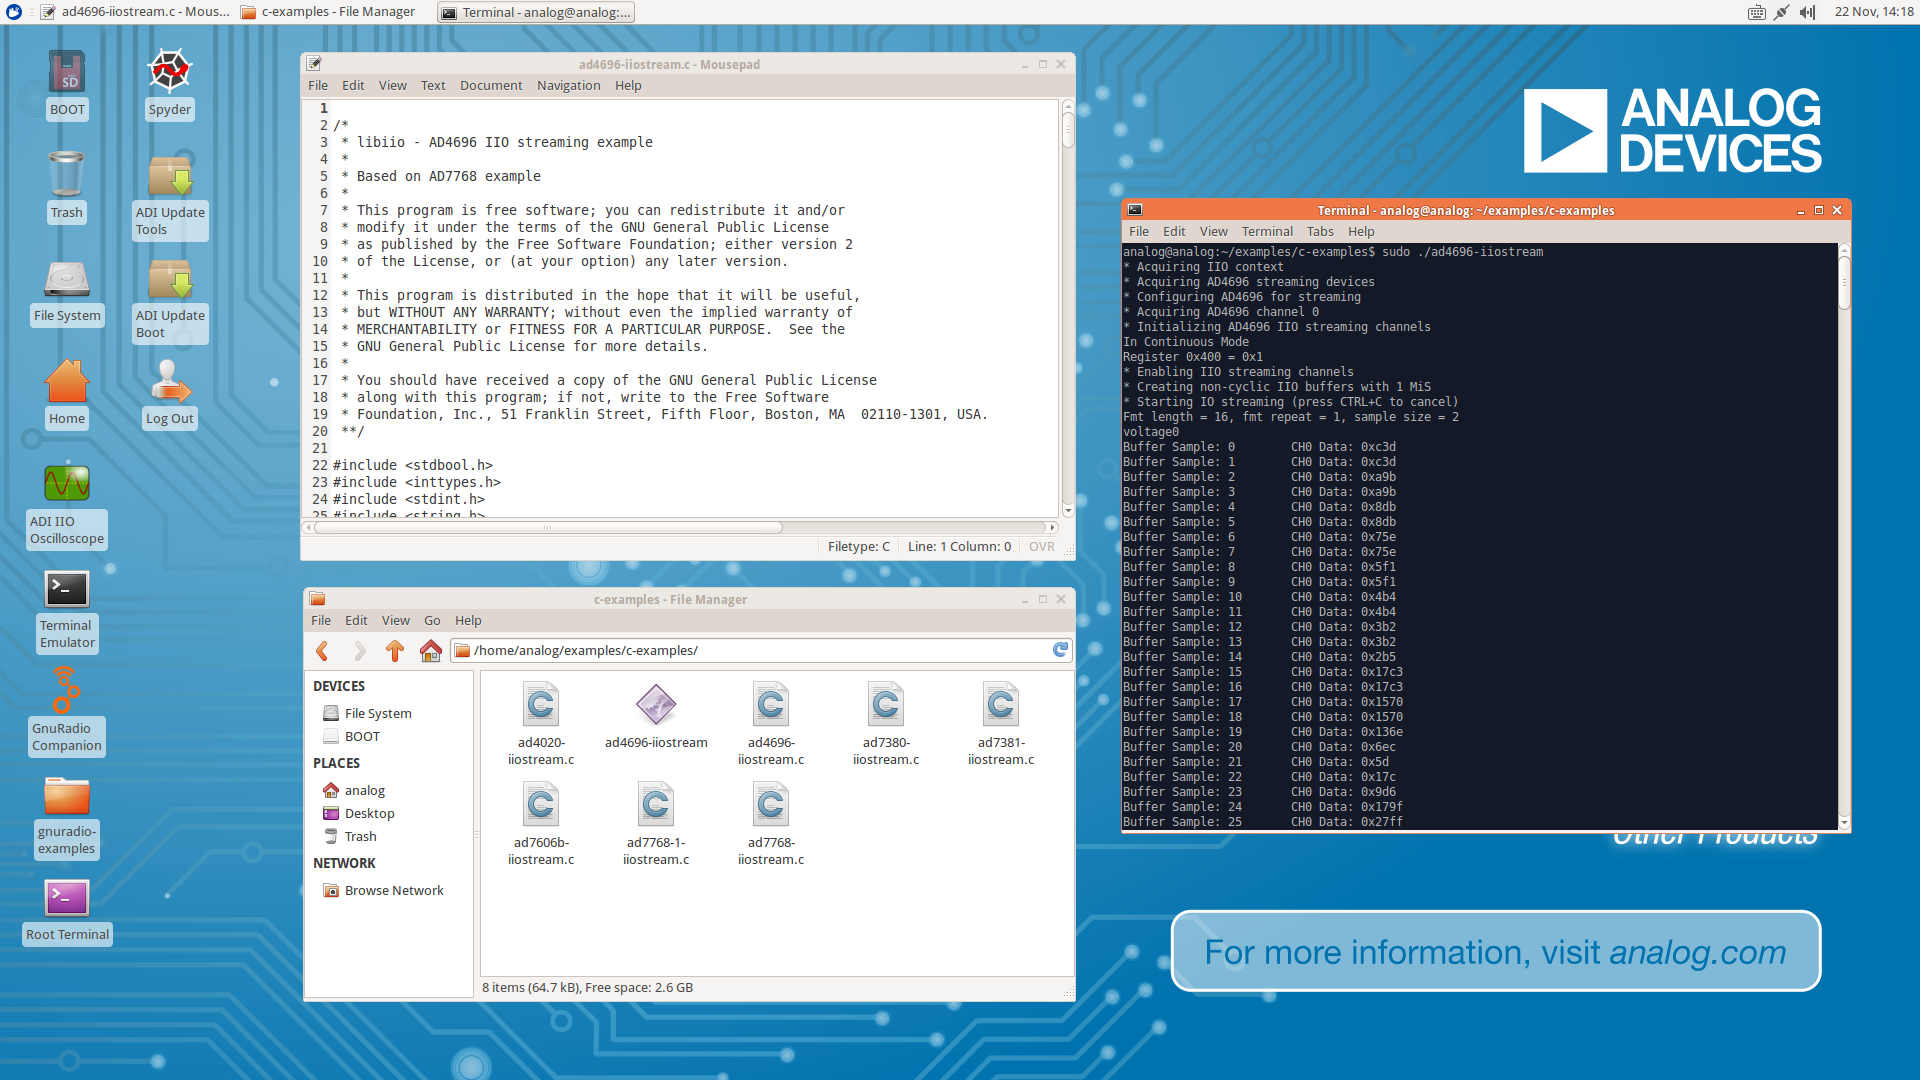 ad4696-iiostream.c - Mous...
c-examples - File Manager
Terminal - analog@analog:...
22 Nov, 14:18
SD
BOOT
Spyder
Trash
ADI Update
Tools
File System
ADI Update
Boot
Home
Log Out
ADI IIO
Oscilloscope
Terminal
Emulator
GnuRadio
Companion
gnuradio-
examples
Root Terminal
ad4696-iiostream.c - Mousepad
File Edit View Text Document Navigation Help
1
2 /*
3 * libiio - AD4696 IIO streaming example
4 *
5 * Based on AD7768 example
6 *
7 * This program is free software; you can redistribute it and/or
8 * modify it under the terms of the GNU General Public License
9 * as published by the Free Software Foundation; either version 2
10 * of the License, or (at your option) any later version.
11 *
12 * This program is distributed in the hope that it will be useful,
13 * but WITHOUT ANY WARRANTY; without even the implied warranty of
14 * MERCHANTABILITY or FITNESS FOR A PARTICULAR PURPOSE.  See the
15 * GNU General Public License for more details.
16 *
17 * You should have received a copy of the GNU General Public License
18 * along with this program; if not, write to the Free Software
19 * Foundation, Inc., 51 Franklin Street, Fifth Floor, Boston, MA  02110-1301, USA.
20 **/
21
22 #include <stdbool.h>
23 #include <inttypes.h>
24 #include <stdint.h>
25 #include <string.h>
Filetype: C Line: 1 Column: 0 OVR
c-examples - File Manager
File Edit View Go Help
/home/analog/examples/c-examples/
DEVICES
File System
BOOT
PLACES
analog
Desktop
Trash
NETWORK
Browse Network
ad4020-
iiostream.c
ad4696-iiostream
ad4696-
iiostream.c
ad7380-
iiostream.c
ad7381-
iiostream.c
ad7606b-
iiostream.c
ad7768-1-
iiostream.c
ad7768-
iiostream.c
8 items (64.7 kB), Free space: 2.6 GB
ANALOG
DEVICES
Terminal - analog@analog: ~/examples/c-examples
File Edit View Terminal Tabs Help
analog@analog:~/examples/c-examples$ sudo ./ad4696-iiostream
* Acquiring IIO context
* Acquiring AD4696 streaming devices
* Configuring AD4696 for streaming
* Acquiring AD4696 channel 0
* Initializing AD4696 IIO streaming channels
In Continuous Mode
Register 0x400 = 0x1
* Enabling IIO streaming channels
* Creating non-cyclic IIO buffers with 1 MiS
* Starting IO streaming (press CTRL+C to cancel)
Fmt length = 16, fmt repeat = 1, sample size = 2
voltage0
Buffer Sample: 0 CH0 Data: 0xc3d
Buffer Sample: 1 CH0 Data: 0xc3d
Buffer Sample: 2 CH0 Data: 0xa9b
Buffer Sample: 3 CH0 Data: 0xa9b
Buffer Sample: 4 CH0 Data: 0x8db
Buffer Sample: 5 CH0 Data: 0x8db
Buffer Sample: 6 CH0 Data: 0x75e
Buffer Sample: 7 CH0 Data: 0x75e
Buffer Sample: 8 CH0 Data: 0x5f1
Buffer Sample: 9 CH0 Data: 0x5f1
Buffer Sample: 10 CH0 Data: 0x4b4
Buffer Sample: 11 CH0 Data: 0x4b4
Buffer Sample: 12 CH0 Data: 0x3b2
Buffer Sample: 13 CH0 Data: 0x3b2
Buffer Sample: 14 CH0 Data: 0x2b5
Buffer Sample: 15 CH0 Data: 0x17c3
Buffer Sample: 16 CH0 Data: 0x17c3
Buffer Sample: 17 CH0 Data: 0x1570
Buffer Sample: 18 CH0 Data: 0x1570
Buffer Sample: 19 CH0 Data: 0x136e
Buffer Sample: 20 CH0 Data: 0x6ec
Buffer Sample: 21 CH0 Data: 0x5d
Buffer Sample: 22 CH0 Data: 0x17c
Buffer Sample: 23 CH0 Data: 0x9d6
Buffer Sample: 24 CH0 Data: 0x179f
Buffer Sample: 25 CH0 Data: 0x27ff
Other Products
For more information, visit analog.com